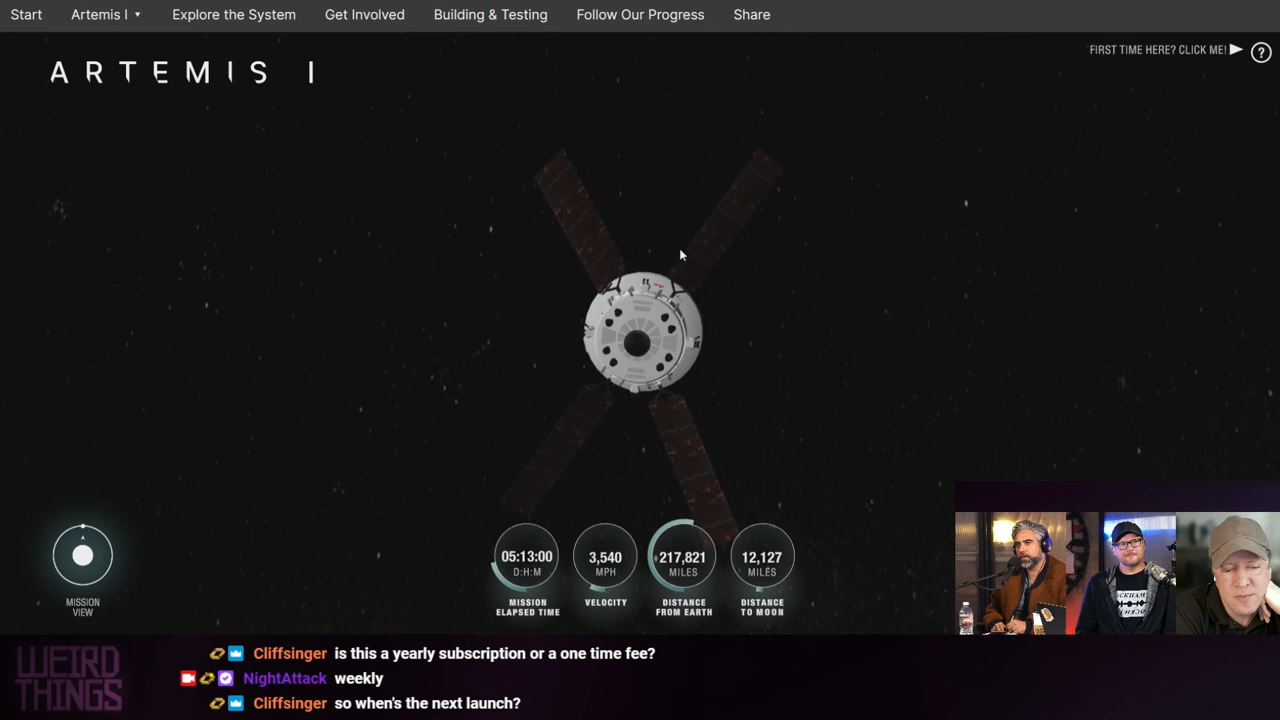 Start Artemis I Explore the System Get Involved Building & Testing Follow Our Progress Share
FIRST TIME HERE? CLICK ME!
?
ARTEMIS I
05:13:00
D:H:M
MISSION
ELAPSED TIME
3,540
MPH
VELOCITY
217,821
MILES
DISTANCE
FROM EARTH
12,127
MILES
DISTANCE
TO MOON
MISSION
VIEW
WEIRD
THINGS
Cliffsinger is this a yearly subscription or a one time fee?
NightAttack weekly
Cliffsinger so when's the next launch?